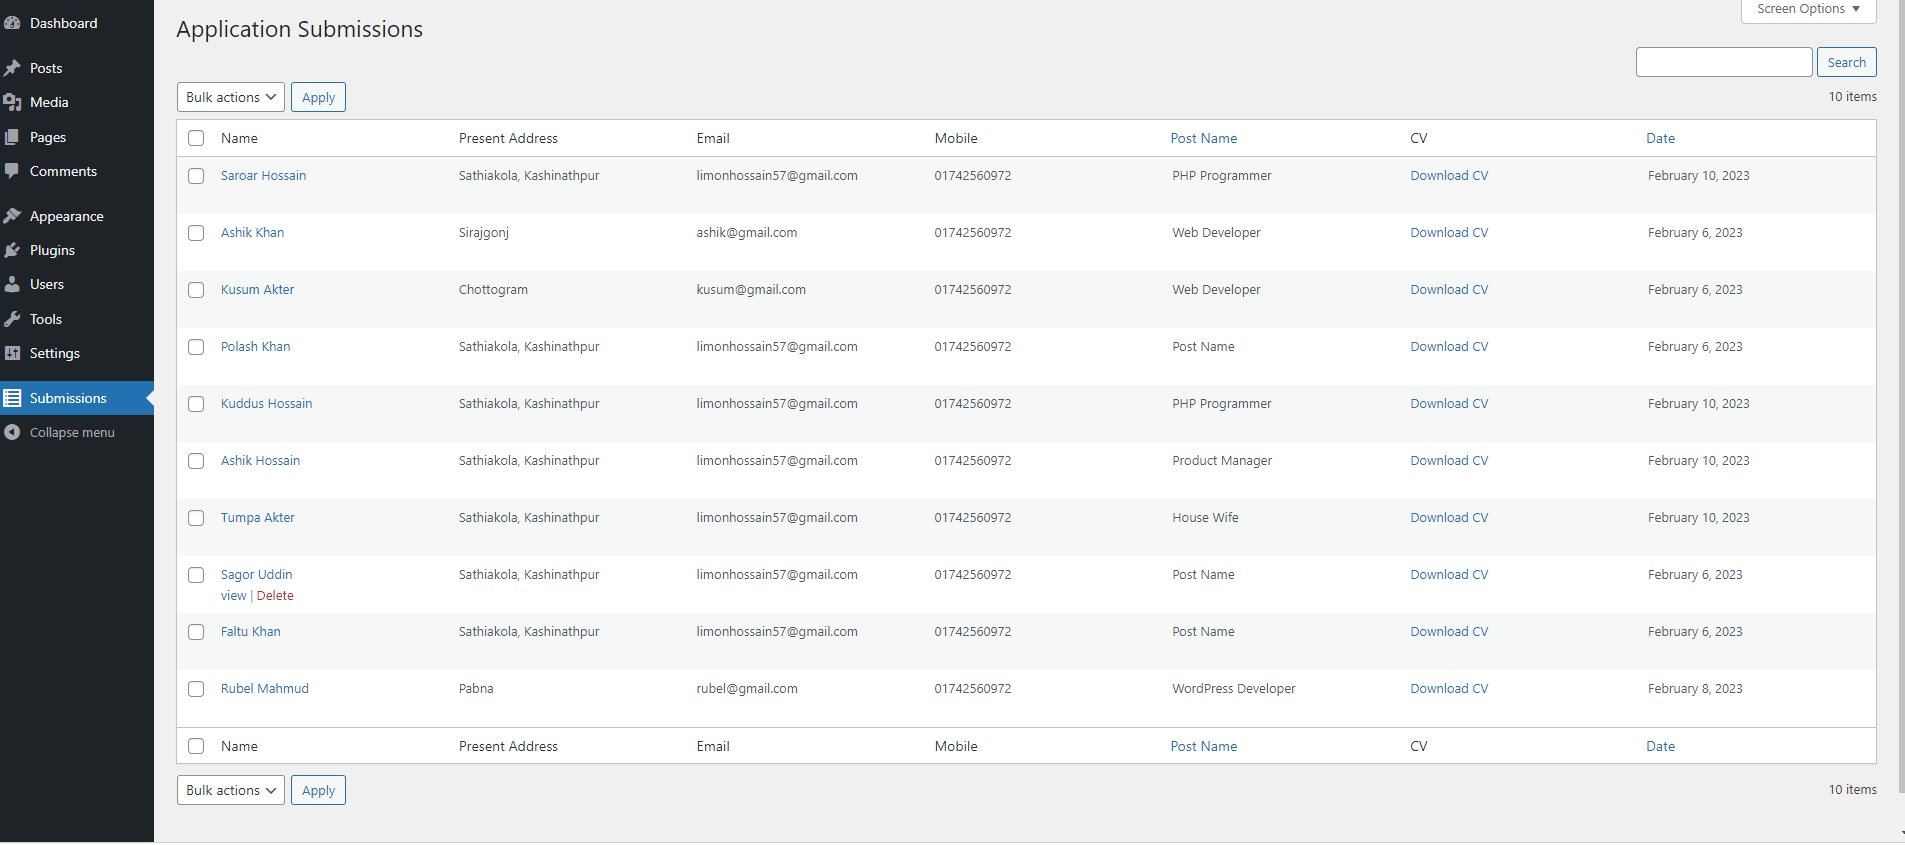 Dashboard
Posts
Media
Pages
Comments
Appearance
Plugins
Users
Tools
Settings
Submissions
Collapse menu
Screen Options ▼
Application Submissions
Search
Bulk actions Apply 10 items
Name Present Address Email Mobile Post Name CV Date
Saroar Hossain Sathiakola, Kashinathpur limonhossain57@gmail.com 01742560972 PHP Programmer Download CV February 10, 2023
Ashik Khan Sirajgonj ashik@gmail.com 01742560972 Web Developer Download CV February 6, 2023
Kusum Akter Chottogram kusum@gmail.com 01742560972 Web Developer Download CV February 6, 2023
Polash Khan Sathiakola, Kashinathpur limonhossain57@gmail.com 01742560972 Post Name Download CV February 6, 2023
Kuddus Hossain Sathiakola, Kashinathpur limonhossain57@gmail.com 01742560972 PHP Programmer Download CV February 10, 2023
Ashik Hossain Sathiakola, Kashinathpur limonhossain57@gmail.com 01742560972 Product Manager Download CV February 10, 2023
Tumpa Akter Sathiakola, Kashinathpur limonhossain57@gmail.com 01742560972 House Wife Download CV February 10, 2023
Sagor Uddin Sathiakola, Kashinathpur limonhossain57@gmail.com 01742560972 Post Name Download CV February 6, 2023
view | Delete
Faltu Khan Sathiakola, Kashinathpur limonhossain57@gmail.com 01742560972 Post Name Download CV February 6, 2023
Rubel Mahmud Pabna rubel@gmail.com 01742560972 WordPress Developer Download CV February 8, 2023
Name Present Address Email Mobile Post Name CV Date
Bulk actions Apply 10 items